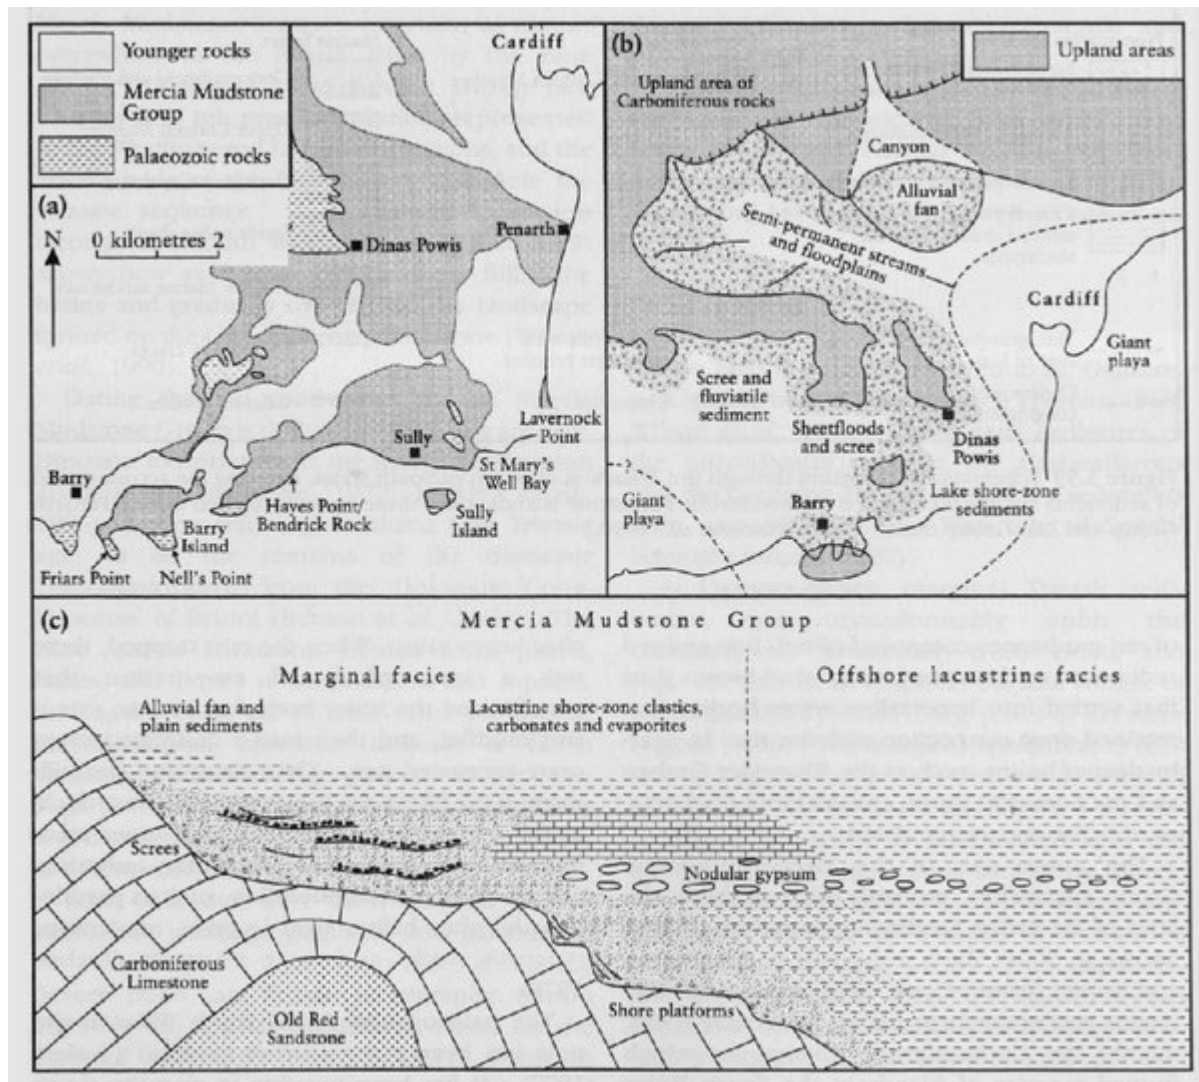 Younger rocks
Mercia Mudstone
Group
Palaeozoic rocks
(a)
N
0 kilometres 2
Cardiff
Penarth
Dinas Powis
Lavernock
Point
Sully
St Mary's
Well Bay
Barry
Hayes Point/
Bendrick Rock
Sully
Island
Barry
Island
Friars Point
Nell's Point
(b)
Upland areas
Upland area of
Carboniferous rocks
Canyon
Alluvial
fan
Semi-permanent streams
and floodplains
Cardiff
Giant
playa
Scree and
fluviatile
sediment
Sheetfloods
and scree
Dinas
Powis
Giant
playa
Barry
Lake shore-zone
sediments
(c)
Mercia Mudstone Group
Marginal facies
Offshore lacustrine facies
Alluvial fan and
plain sediments
Lacustrine shore-zone clastics,
carbonates and evaporites
Screes
Nodular gypsum
Carboniferous
Limestone
Old Red
Sandstone
Shore platforms